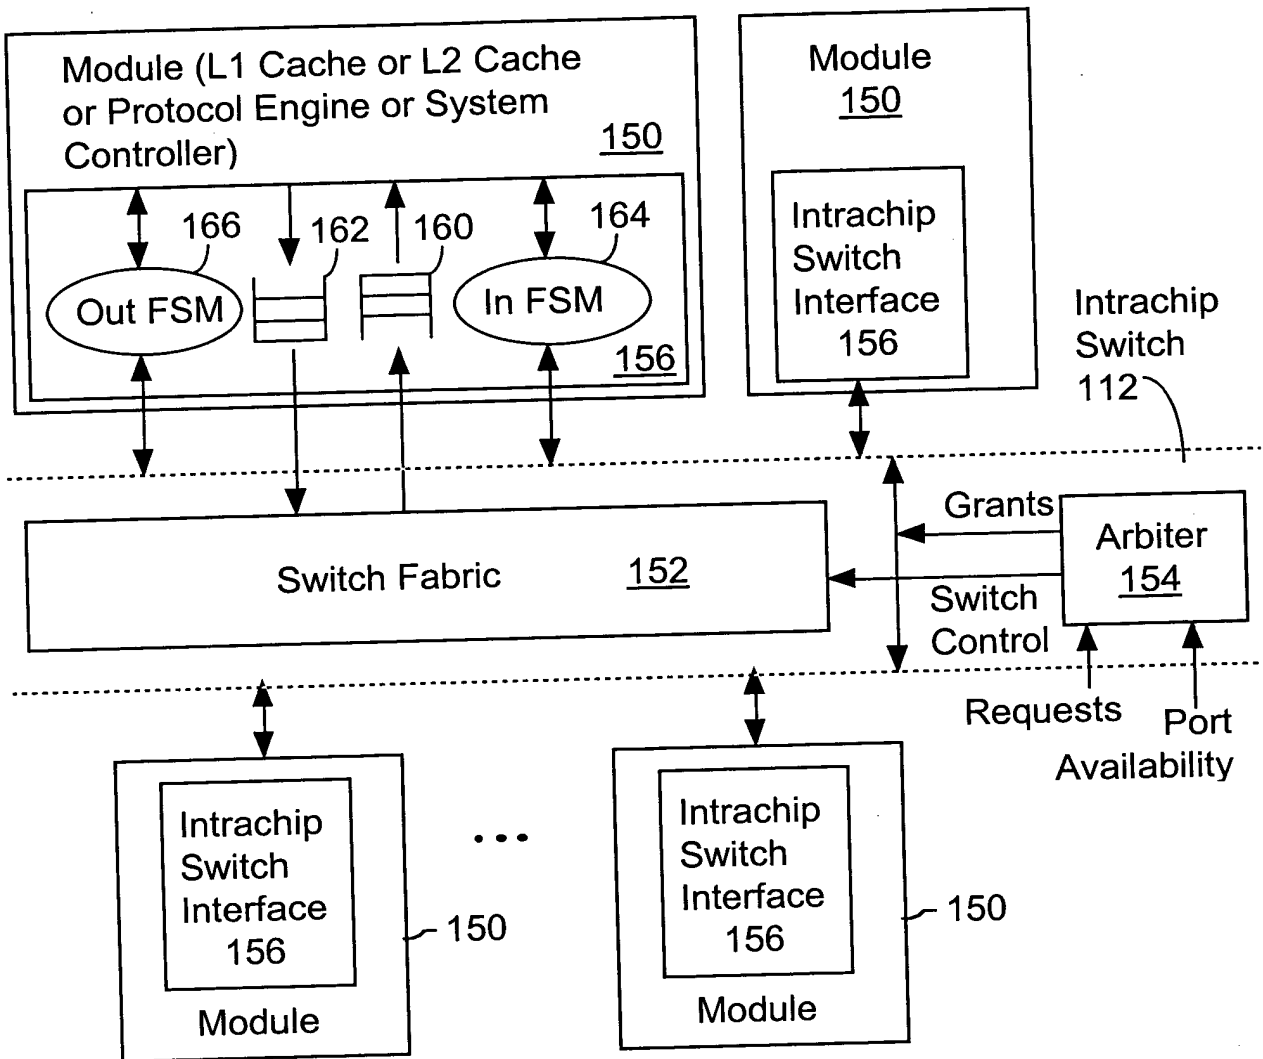 Module (L1 Cache or L2 Cache
or Protocol Engine or System
Controller)
150
166
162
160
164
Out FSM
In FSM
156
Module
150
Intrachip
Switch
Interface
156
Intrachip
Switch
112
Switch Fabric
152
Grants
Switch
Control
Arbiter
154
Requests
Port
Availability
Intrachip
Switch
Interface
156
Module
150
...
Intrachip
Switch
Interface
156
Module
150